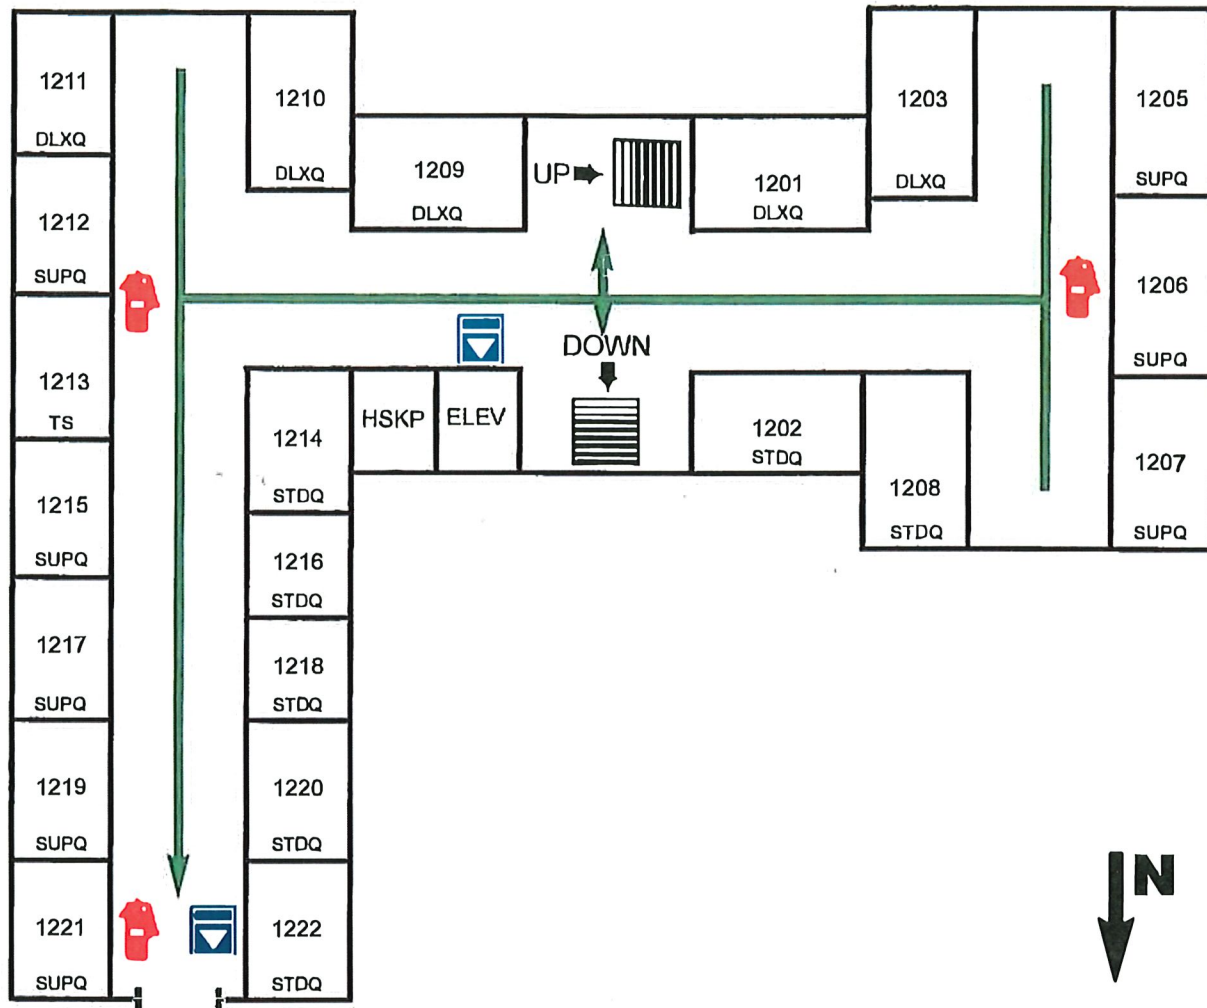 1211
DLXQ
1210
DLXQ
1209
DLXQ
UP
1201
DLXQ
1203
DLXQ
1205
SUPQ
1212
SUPQ
1206
SUPQ
1213
TS
DOWN
1214
STDQ
HSKP
ELEV
1202
STDQ
1208
STDQ
1207
SUPQ
1215
SUPQ
1216
STDQ
1217
SUPQ
1218
STDQ
1219
SUPQ
1220
STDQ
1221
SUPQ
1222
STDQ
N